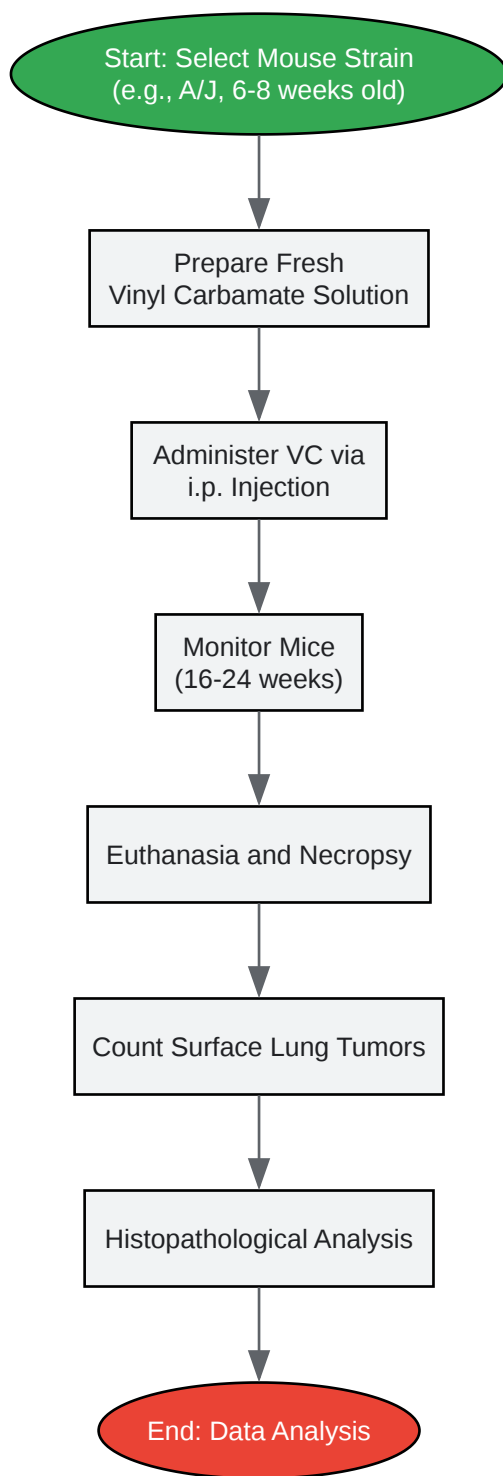 Start: Select Mouse Strain
(e.g., A/J, 6-8 weeks old)
Prepare Fresh
Vinyl Carbamate Solution
Administer VC via
i.p. Injection
Monitor Mice
(16-24 weeks)
Euthanasia and Necropsy
Count Surface Lung Tumors
Histopathological Analysis
End: Data Analysis